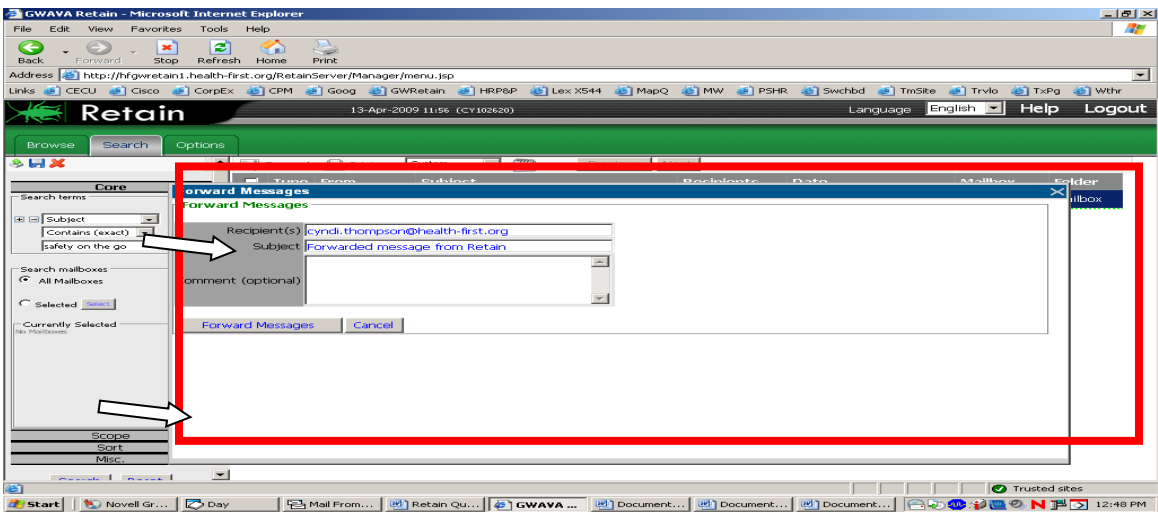 GWAVA Retain - Microsoft Internet Explorer
File Edit View Favorites Tools Help
Back Forward Stop Refresh Home Print
Address http://hfgwretain1.health-first.org/RetainServer/Manager/menu.jsp
Links CECU Cisco CorpEx CPM Goog GWRetain HRP&P Lex X544 MapQ MW PSHR Swchbd TmSite Trvlo TxPg Wthr
Retain 13-Apr-2009 11:56 (CY102620) Language English Help Logout
Browse Search Options
Type From Subject Recipients Date Mailbox Folder
Core
Search terms
Subject
Contains (exact)
safety on the go
Search mailboxes
All Mailboxes
Selected Select
Currently Selected
No Mailboxes
Scope
Sort
Misc.
Forward Messages
Forward Messages
Recipient(s) cyndi.thompson@health-first.org
Subject Forwarded message from Retain
omment (optional)
Forward Messages Cancel
ilbox
Trusted sites
Start Novell Gr... Day Mail From... Retain Qu... GWAVA ... Document... Document... Document... 12:48 PM